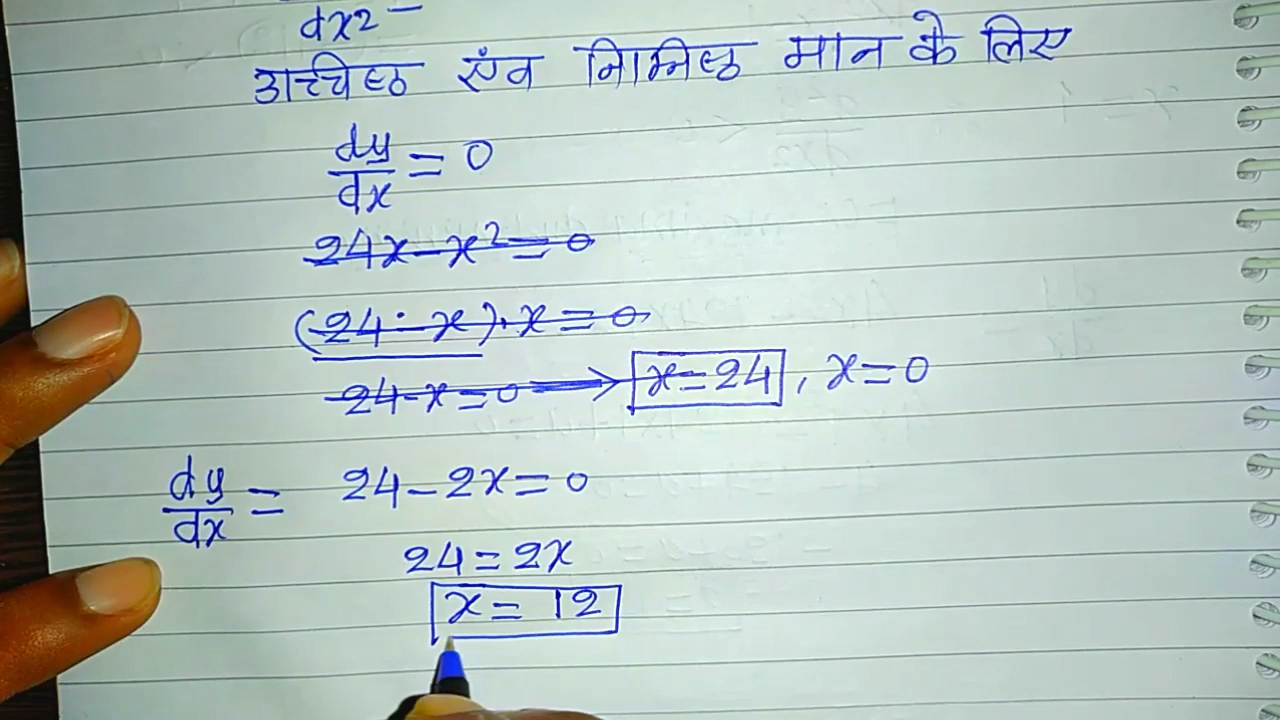 dx2 =
उच्चिष्ठ एंव निमनिष्ठ मान के लिए
dy/dx = 0
24x - x² = 0
(24 - x).x = 0
24 - x = 0 → x = 24, x = 0
dy/dx = 24 - 2x = 0
24 = 2x
x = 12